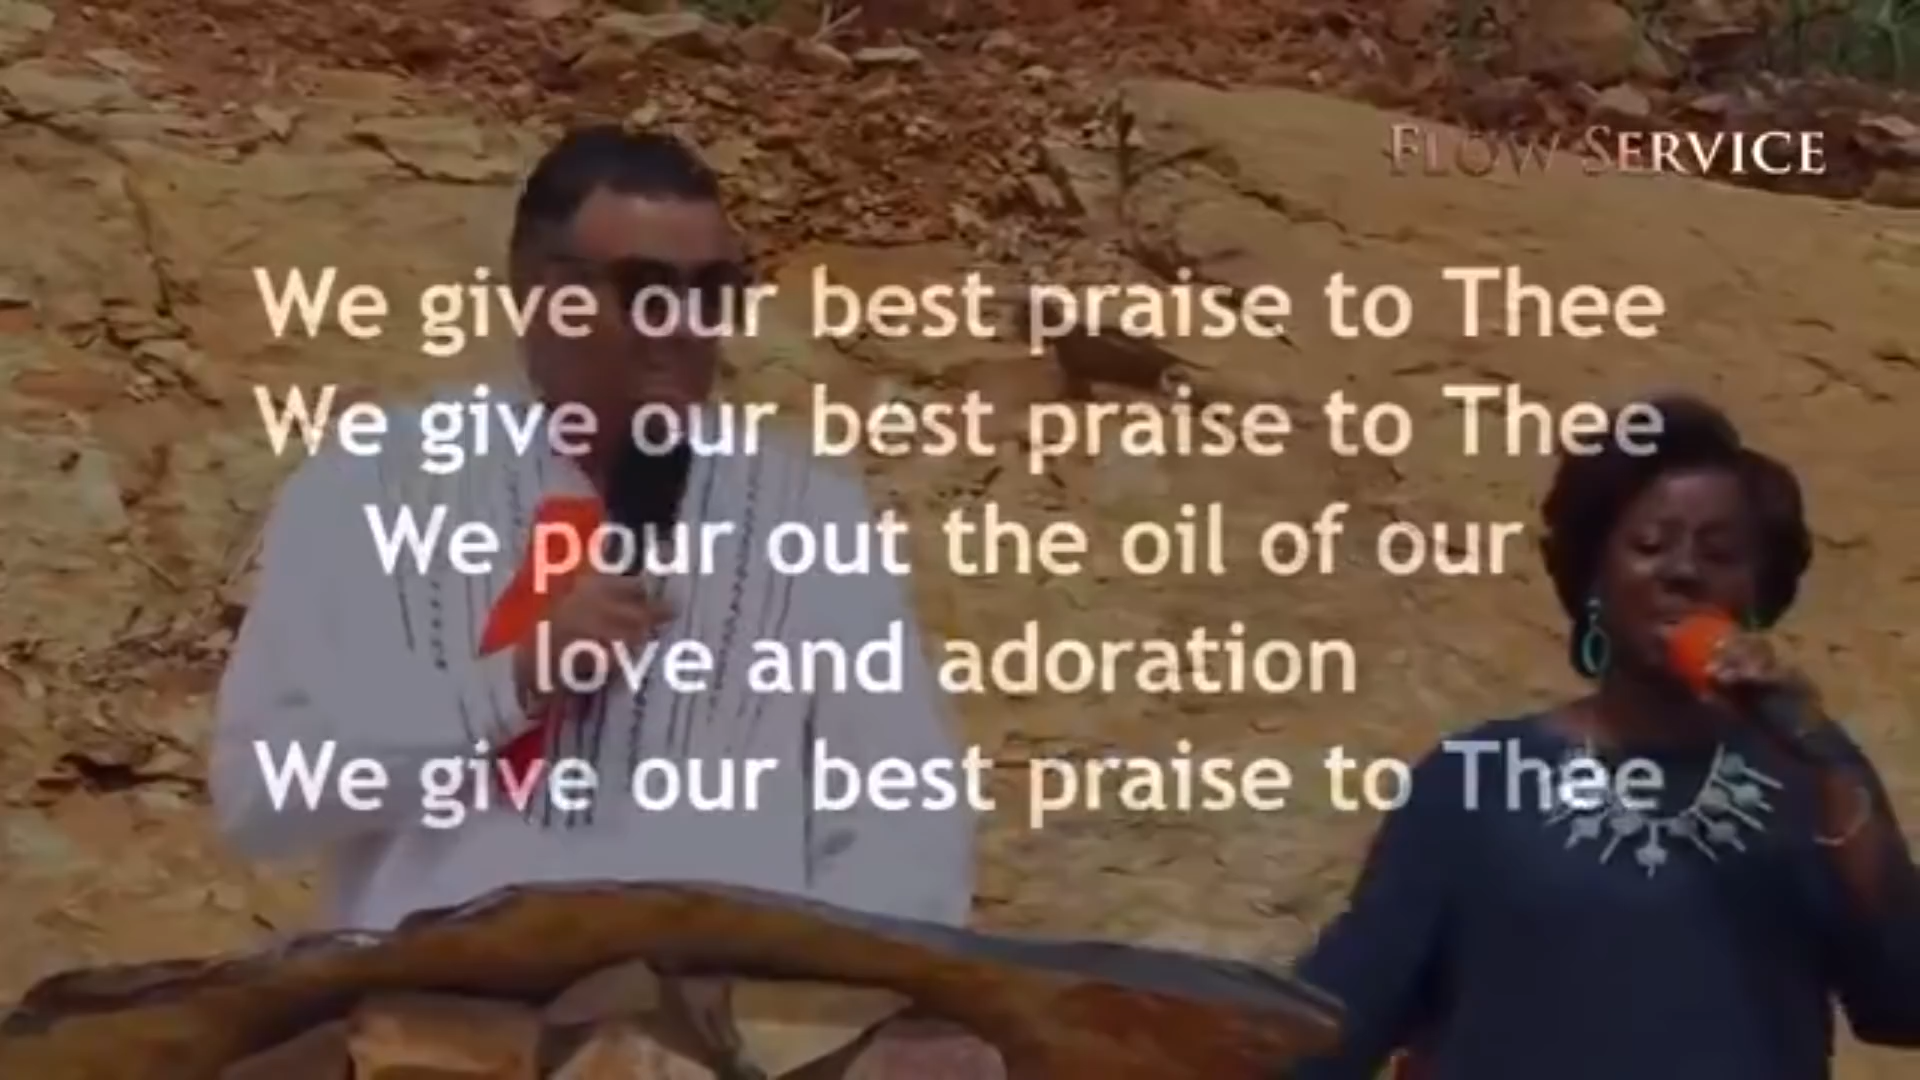 FLOW SERVICE
We give our best praise to Thee
We give our best praise to Thee
We pour out the oil of our
love and adoration
We give our best praise to Thee